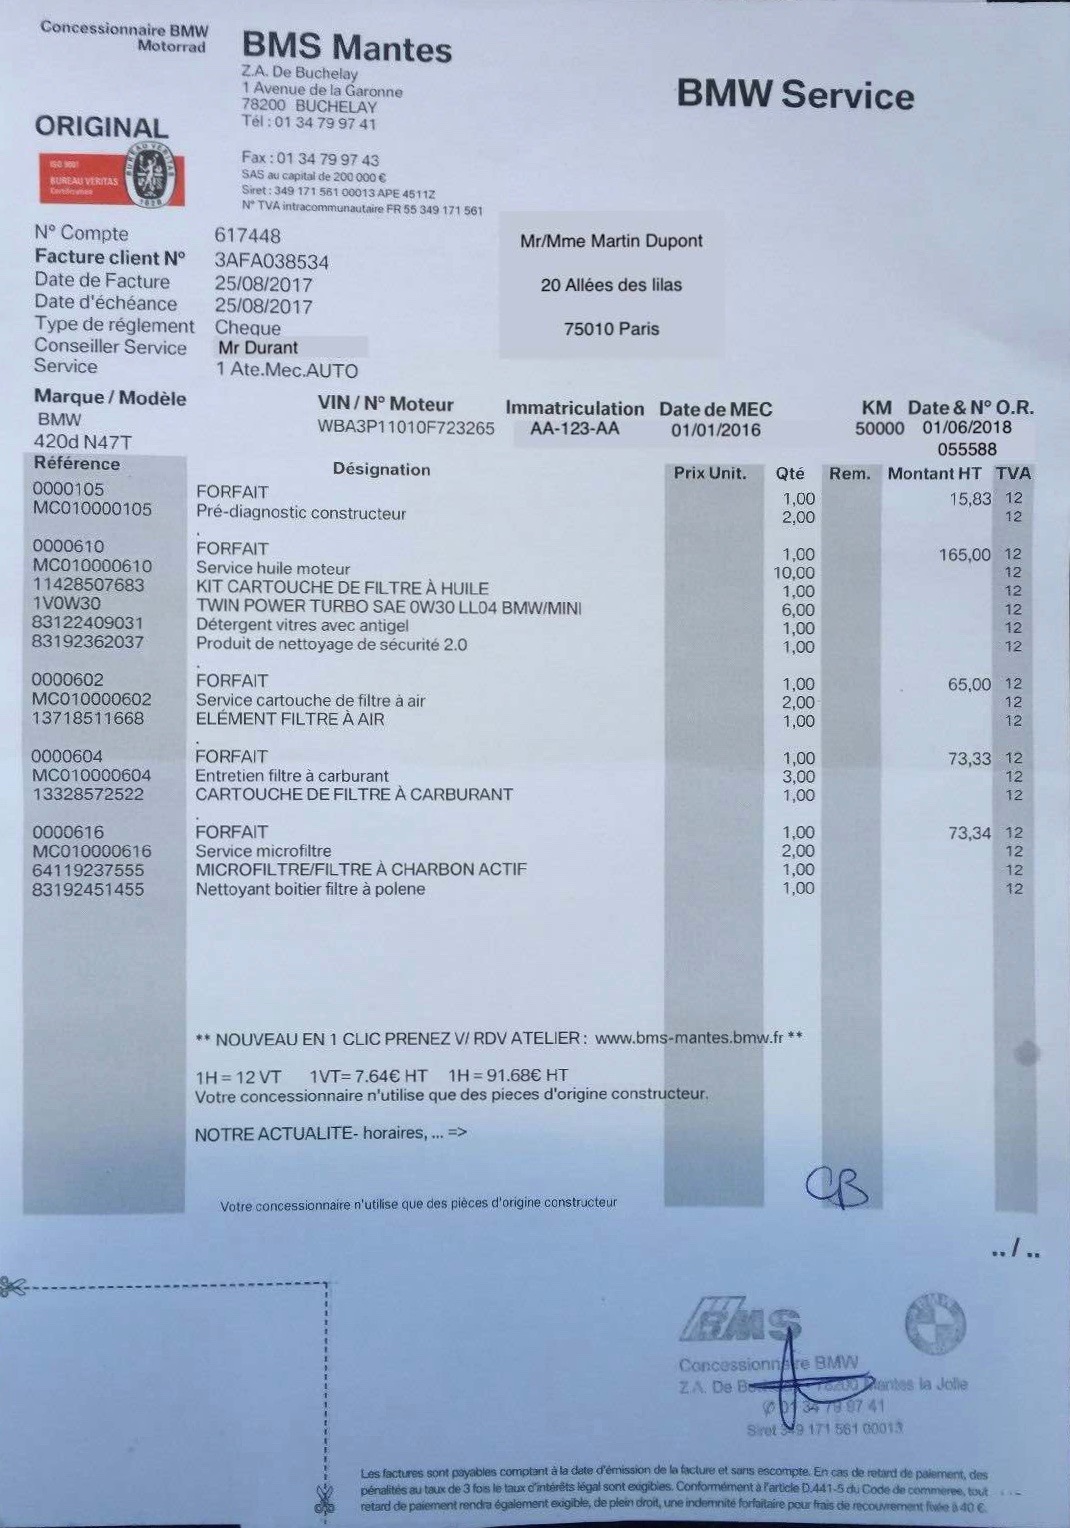 Concessionnaire BMW
Motorrad
BMS Mantes
Z.A. De Buchelay
1 Avenue de la Garonne
78200 BUCHELAY
Tél : 01 34 79 97 41
BMW Service
ORIGINAL
ISO 9001
BUREAU VERITAS
Certification
BUREAU VERITAS
1828
Fax : 01 34 79 97 43
SAS au capital de 200 000 €
Siret : 349 171 561 00013 APE 4511Z
N° TVA intracommunautaire FR 55 349 171 561
N° Compte 617448
Facture client N° 3AFA038534
Date de Facture 25/08/2017
Date d'échéance 25/08/2017
Type de réglement Cheque
Conseiller Service Mr Durant
Service 1 Ate.Mec.AUTO
Mr/Mme Martin Dupont
20 Allées des lilas
75010 Paris
Marque / Modèle VIN / N° Moteur Immatriculation Date de MEC KM Date & N° O.R.
BMW WBA3P11010F723265 AA-123-AA 01/01/2016 50000 01/06/2018
420d N47T 055588
Référence Désignation Prix Unit. Qté Rem. Montant HT TVA
0000105 FORFAIT 1,00 15,83 12
MC010000105 Pré-diagnostic constructeur 2,00 12
.
0000610 FORFAIT 1,00 165,00 12
MC010000610 Service huile moteur 10,00 12
11428507683 KIT CARTOUCHE DE FILTRE À HUILE 1,00 12
1V0W30 TWIN POWER TURBO SAE 0W30 LL04 BMW/MINI 6,00 12
83122409031 Détergent vitres avec antigel 1,00 12
83192362037 Produit de nettoyage de sécurité 2.0 1,00 12
.
0000602 FORFAIT 1,00 65,00 12
MC010000602 Service cartouche de filtre à air 2,00 12
13718511668 ELÉMENT FILTRE À AIR 1,00 12
.
0000604 FORFAIT 1,00 73,33 12
MC010000604 Entretien filtre à carburant 3,00 12
13328572522 CARTOUCHE DE FILTRE À CARBURANT 1,00 12
.
0000616 FORFAIT 1,00 73,34 12
MC010000616 Service microfiltre 2,00 12
64119237555 MICROFILTRE/FILTRE À CHARBON ACTIF 1,00 12
83192451455 Nettoyant boitier filtre à polene 1,00 12
** NOUVEAU EN 1 CLIC PRENEZ V/ RDV ATELIER : www.bms-mantes.bmw.fr **
1H = 12 VT 1VT= 7.64€ HT 1H = 91.68€ HT
Votre concessionnaire n'utilise que des pieces d'origine constructeur.
NOTRE ACTUALITE- horaires, ... =>
CB
Votre concessionnaire n'utilise que des pièces d'origine constructeur
../..
BMS
Concessionnaire BMW
Z.A. De 78200 Mantes la Jolie
01 34 79 97 41
Siret 349 171 561 00013
Les factures sont payables comptant à la date d'émission de la facture et sans escompte. En cas de retard de paiement, des
pénalités au taux de 3 fois le taux d'intérêts légal sont exigibles. Conformément à l'article D.441-5 du Code de commerce, tout
retard de paiement rendra également exigible, de plein droit, une indemnité forfaitaire pour frais de recouvrement fixée à 40 €.